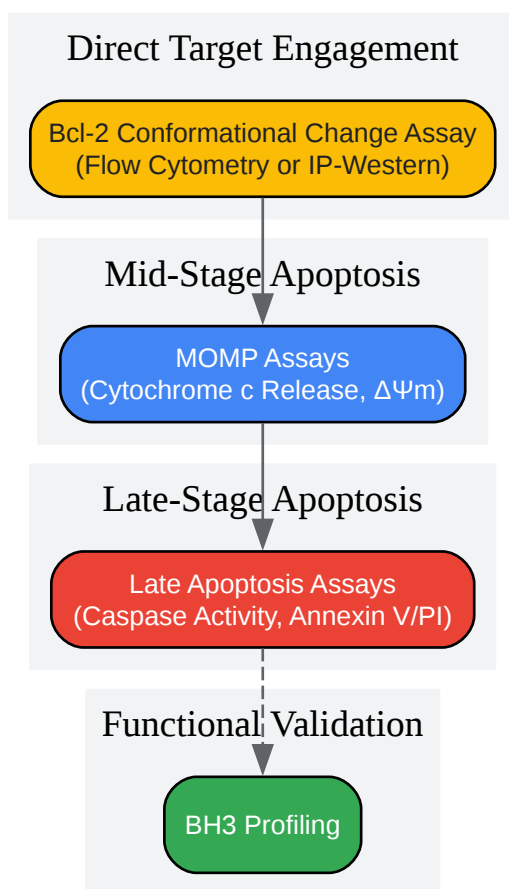 Direct Target Engagement
Bcl-2 Conformational Change Assay
(Flow Cytometry or IP-Western)
Mid-Stage Apoptosis
MOMP Assays
(Cytochrome c Release, ΔΨm)
Late-Stage Apoptosis
Late Apoptosis Assays
(Caspase Activity, Annexin V/PI)
Functional Validation
BH3 Profiling